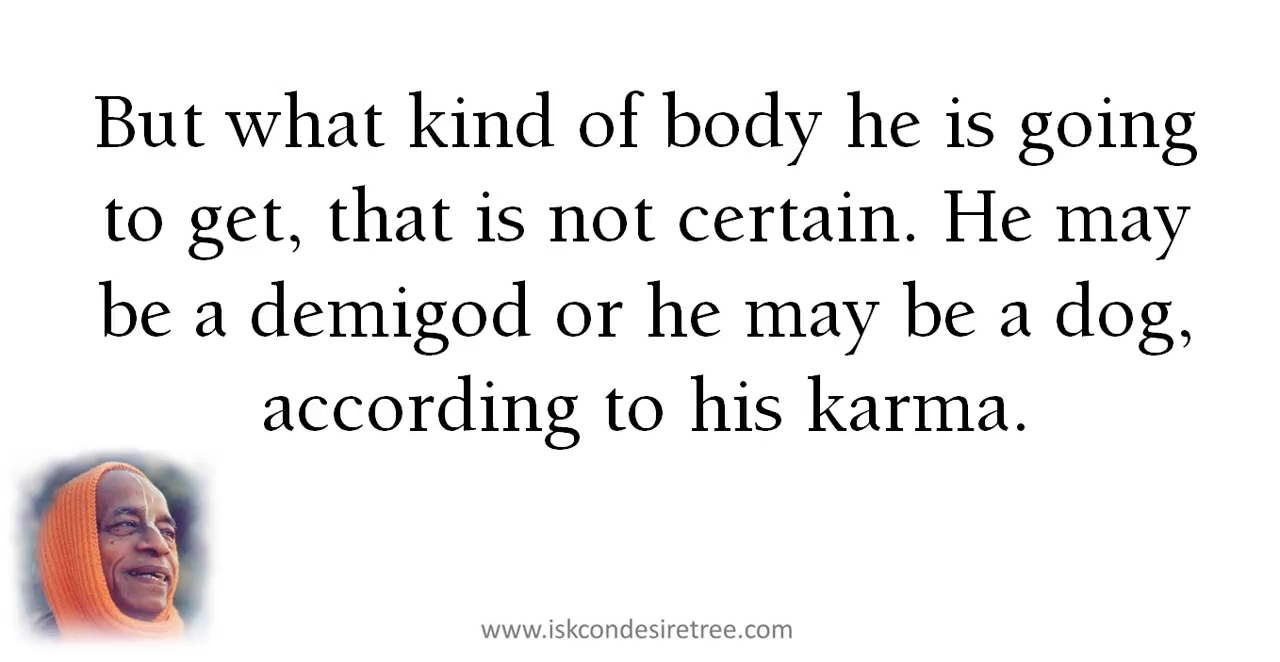 But what kind of body he is going
to get, that is not certain. He may
be a demigod or he may be a dog,
according to his karma.
www.iskcondesiretree.com